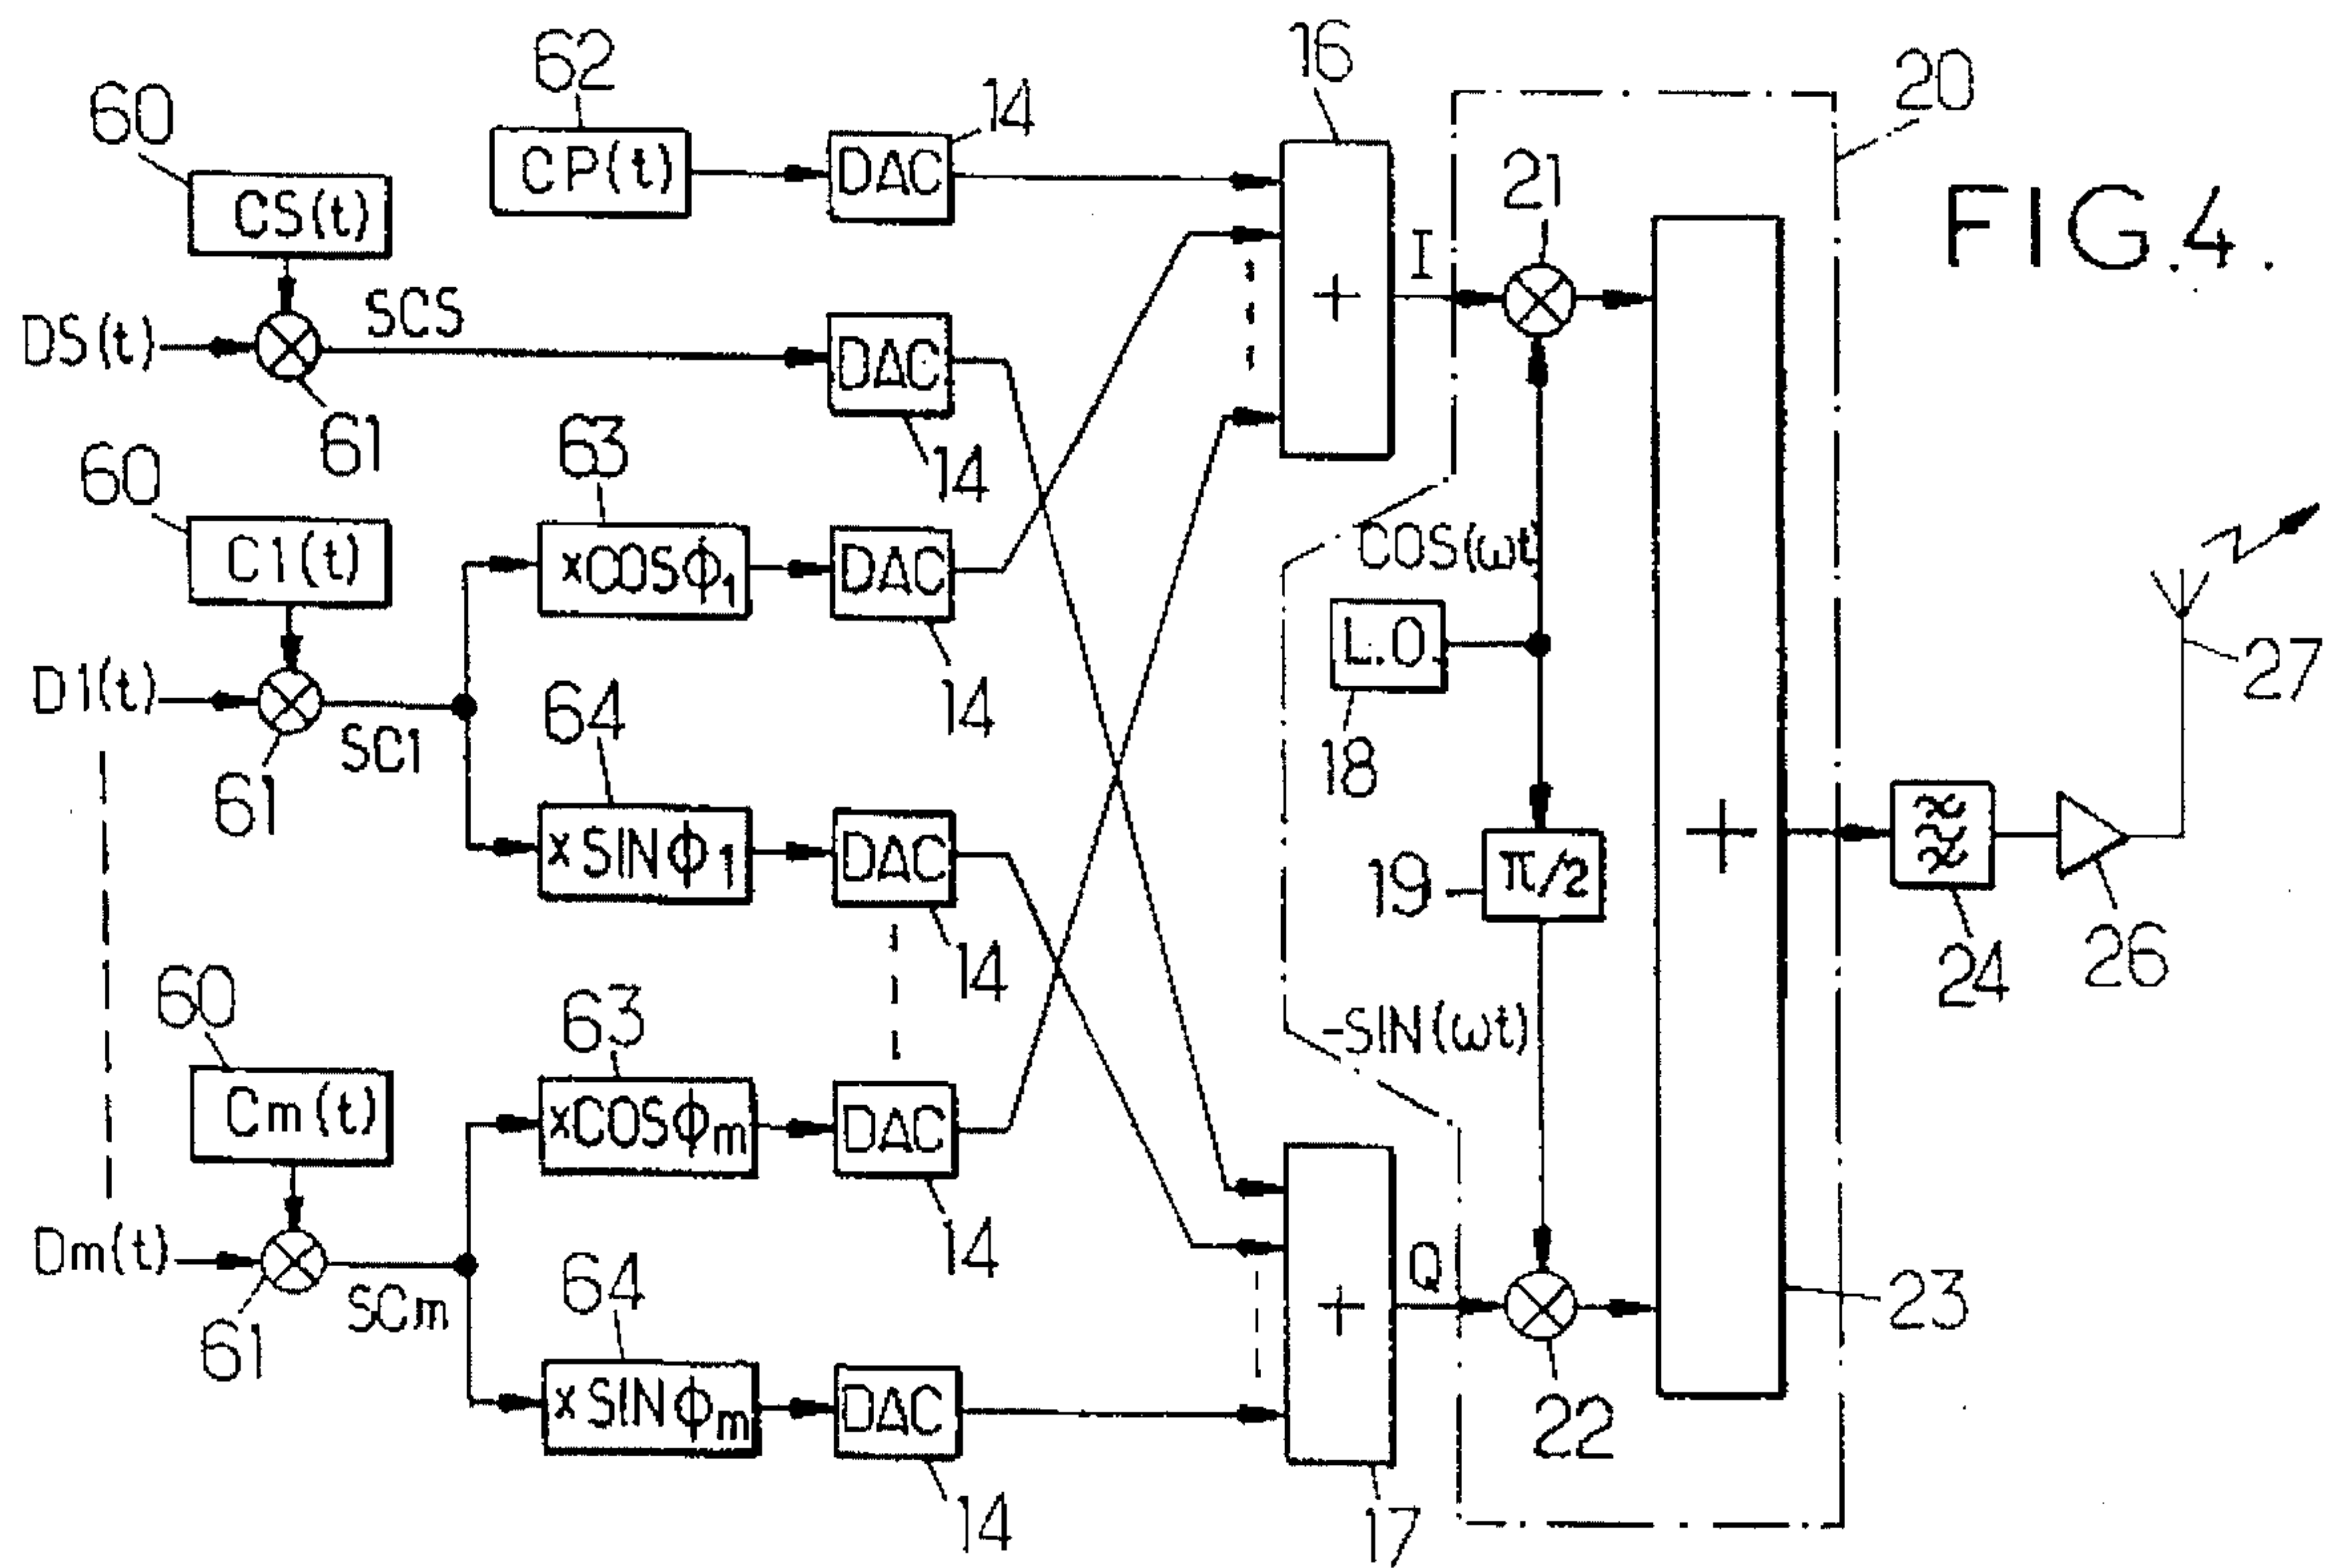 62
16
20
60
14
CP(t)
DAC
21
FIG.4.
CS(t)
I
+
DS(t)
SCS
DAC
61
14
60
63
COS(ωt)
C1(t)
xCOSϕ1
DAC
L.O.
27
D1(t)
SC1
64
14
18
61
xSINϕ1
DAC
19
π/2
+
14
24
26
60
63
-SIN(ωt)
Cm(t)
xCOSϕm
DAC
Dm(t)
SCm
14
Q
61
64
+
23
xSINϕm
DAC
22
14
17